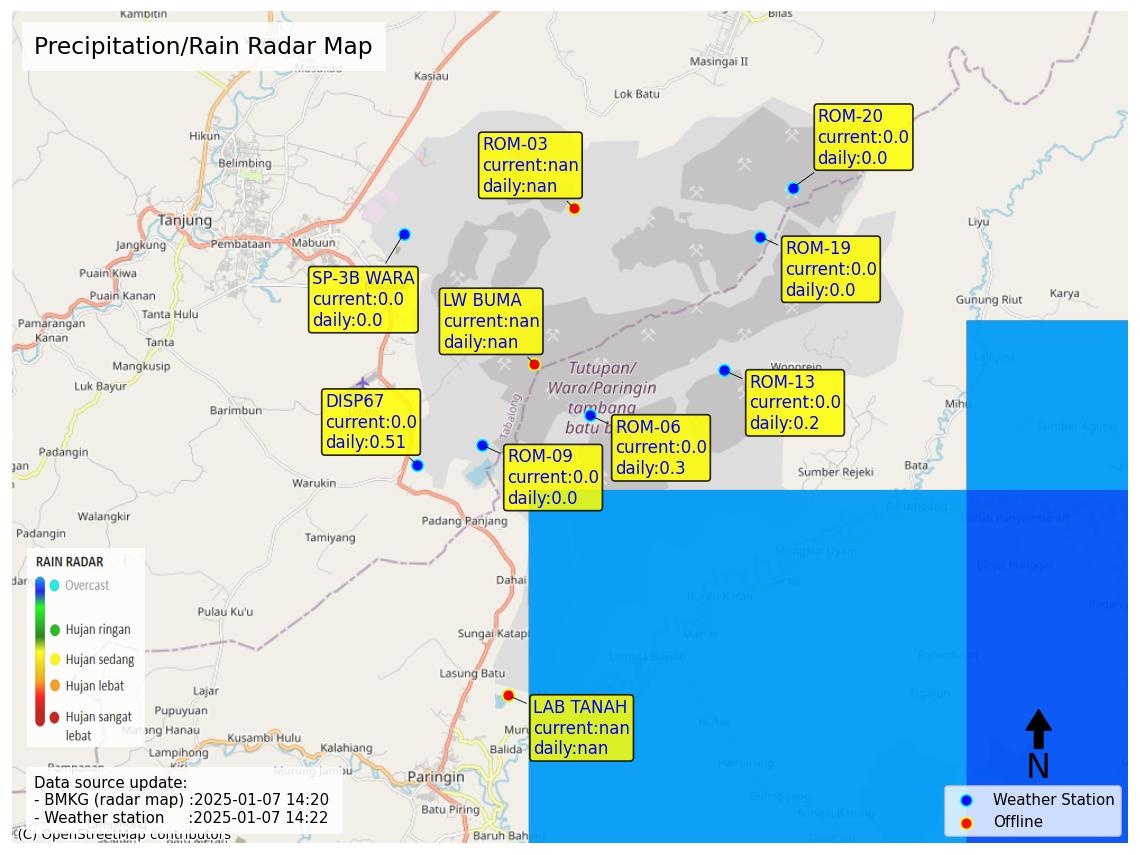 Kambitin
Bilas
Precipitation/Rain Radar Map
Masukau
Kasiau
Masingai II
Lok Batu
ROM-20
current:0.0
daily:0.0
Hikun
ROM-03
current:nan
daily:nan
Belimbing
Tanjung
Liyu
Jangkung
Pembataan
Mabuun
ROM-19
current:0.0
daily:0.0
Puain Kiwa
SP-3B WARA
current:0.0
daily:0.0
Puain Kanan
LW BUMA
current:nan
daily:nan
Gunung Riut
Karya
Tanta Hulu
Pamarangan
Kanan
Tanta
Lalayau
Mangkusip
Tutupan/
Wara/Paringin
tambang
batu b
Wonorejo
Luk Bayur
ROM-13
current:0.0
daily:0.2
DISP67
current:0.0
daily:0.51
Barimbun
Tabalong
ROM-06
current:0.0
daily:0.3
Sumber Agung
ROM-09
current:0.0
daily:0.0
Sumber Rejeki
Bata
Warukin
Galumbang
Walangkir
Padang Panjang
Padangin
Tamiyang
RAIN RADAR
Overcast
Hujan ringan
Hujan sedang
Hujan lebat
Hujan sangat
lebat
Dahai
Pulau Ku'u
Sungai Katap
Lasung Batu
Lajar
Pupuyuan
LAB TANAH
current:nan
daily:nan
Matang Hanau
Lampihong
Kusambi Hulu
Kalahiang
Balida
Murung Jambu
Paringin
Batu Piring
Baruh Bah
N
Data source update:
- BMKG (radar map) :2025-01-07 14:20
- Weather station :2025-01-07 14:22
(C) OpenStreetMap contributors
Weather Station
Offline